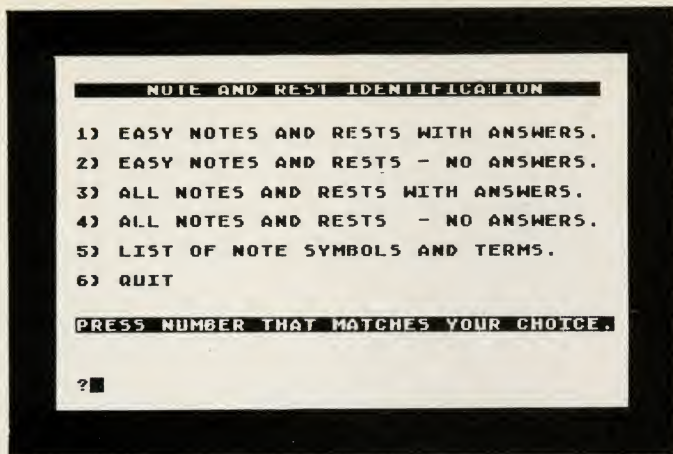 NOTE AND REST IDENTIFICATION
1) EASY NOTES AND RESTS WITH ANSWERS.
2) EASY NOTES AND RESTS - NO ANSWERS.
3) ALL NOTES AND RESTS WITH ANSWERS.
4) ALL NOTES AND RESTS - NO ANSWERS.
5) LIST OF NOTE SYMBOLS AND TERMS.
6) QUIT
PRESS NUMBER THAT MATCHES YOUR CHOICE.
?